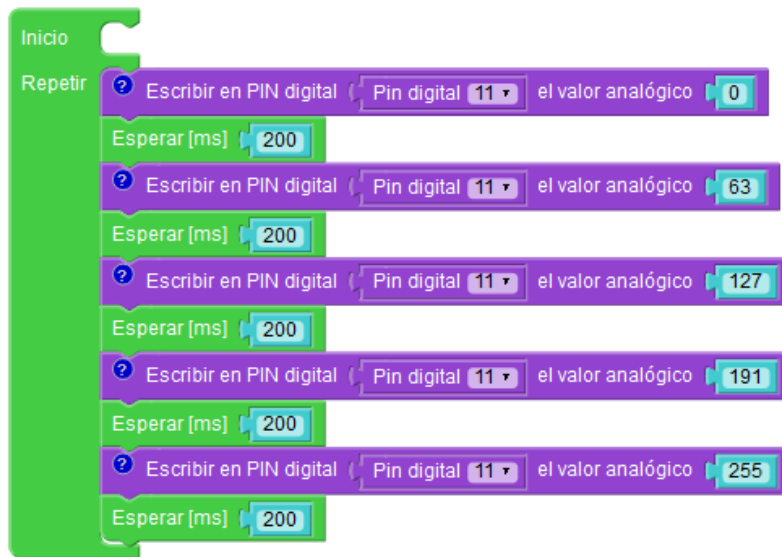 Inicio
Repetir ? Escribir en PIN digital Pin digital 11 el valor analógico 0
Esperar [ms] 200
? Escribir en PIN digital Pin digital 11 el valor analógico 63
Esperar [ms] 200
? Escribir en PIN digital Pin digital 11 el valor analógico 127
Esperar [ms] 200
? Escribir en PIN digital Pin digital 11 el valor analógico 191
Esperar [ms] 200
? Escribir en PIN digital Pin digital 11 el valor analógico 255
Esperar [ms] 200